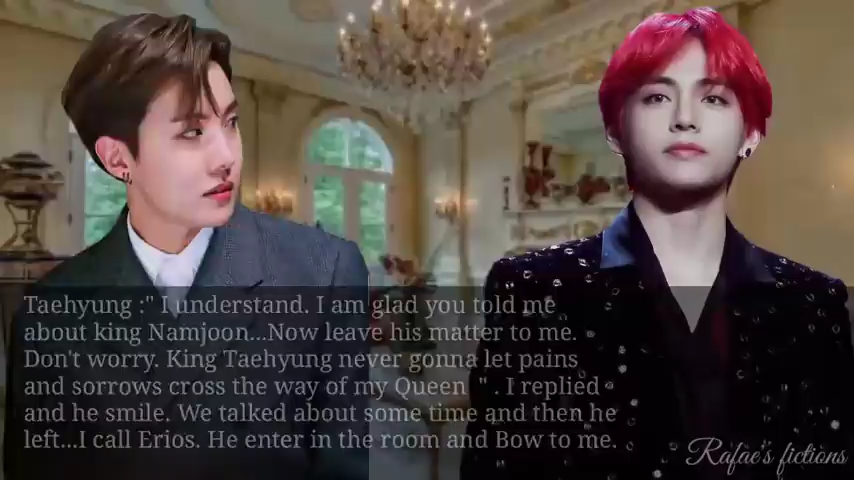 Taehyung :" I understand. I am glad you told me
about king Namjoon...Now leave his matter to me.
Don't worry. King Taehyung never gonna let pains
and sorrows cross the way of my Queen " . I replied
and he smile. We talked about some time and then he
left...I call Erios. He enter in the room and Bow to me.
Rafae's fictions